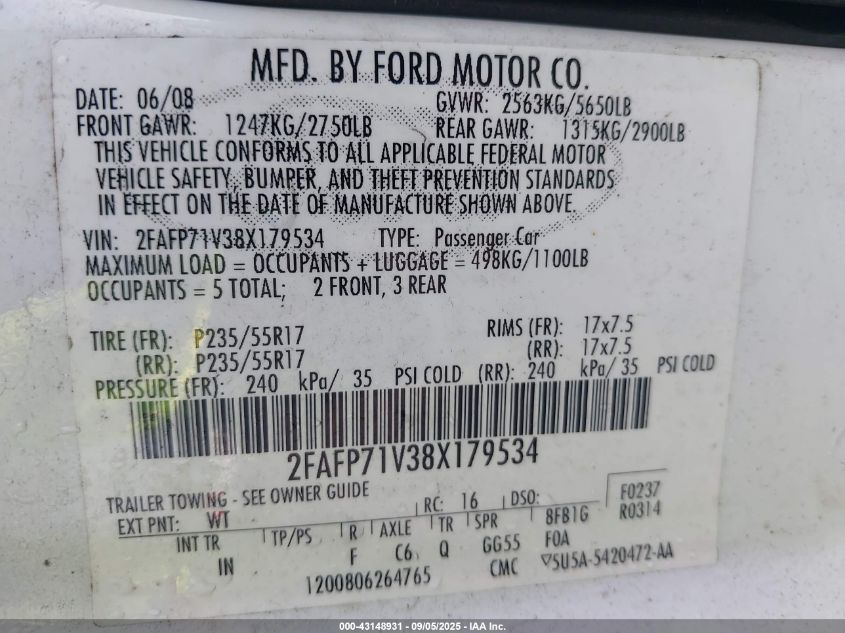 MFD. BY FORD MOTOR CO.
DATE: 06/08 GVWR: 2563KG/5650LB
FRONT GAWR: 1247KG/2750LB REAR GAWR: 1315KG/2900LB
THIS VEHICLE CONFORMS TO ALL APPLICABLE FEDERAL MOTOR
VEHICLE SAFETY, BUMPER, AND THEFT PREVENTION STANDARDS
IN EFFECT ON THE DATE OF MANUFACTURE SHOWN ABOVE.
VIN: 2FAFP71V38X179534 TYPE: Passenger Car
MAXIMUM LOAD = OCCUPANTS + LUGGAGE = 498KG/1100LB
OCCUPANTS = 5 TOTAL; 2 FRONT, 3 REAR
TIRE (FR): P235/55R17 RIMS (FR): 17x7.5
(RR): P235/55R17 (RR): 17x7.5
PRESSURE (FR): 240 kPa/ 35 PSI COLD (RR): 240 kPa/ 35 PSI COLD
2FAFP71V38X179534
TRAILER TOWING - SEE OWNER GUIDE
EXT PNT: WT RC: 16 DSO: F0237
INT TR TP/PS R AXLE TR SPR 8FB1G R0314
IN F C6 Q GG55 FOA
1200806264765 CMC 5U5A-5420472-AA
000-43148931 - 09/05/2025 - IAA Inc.